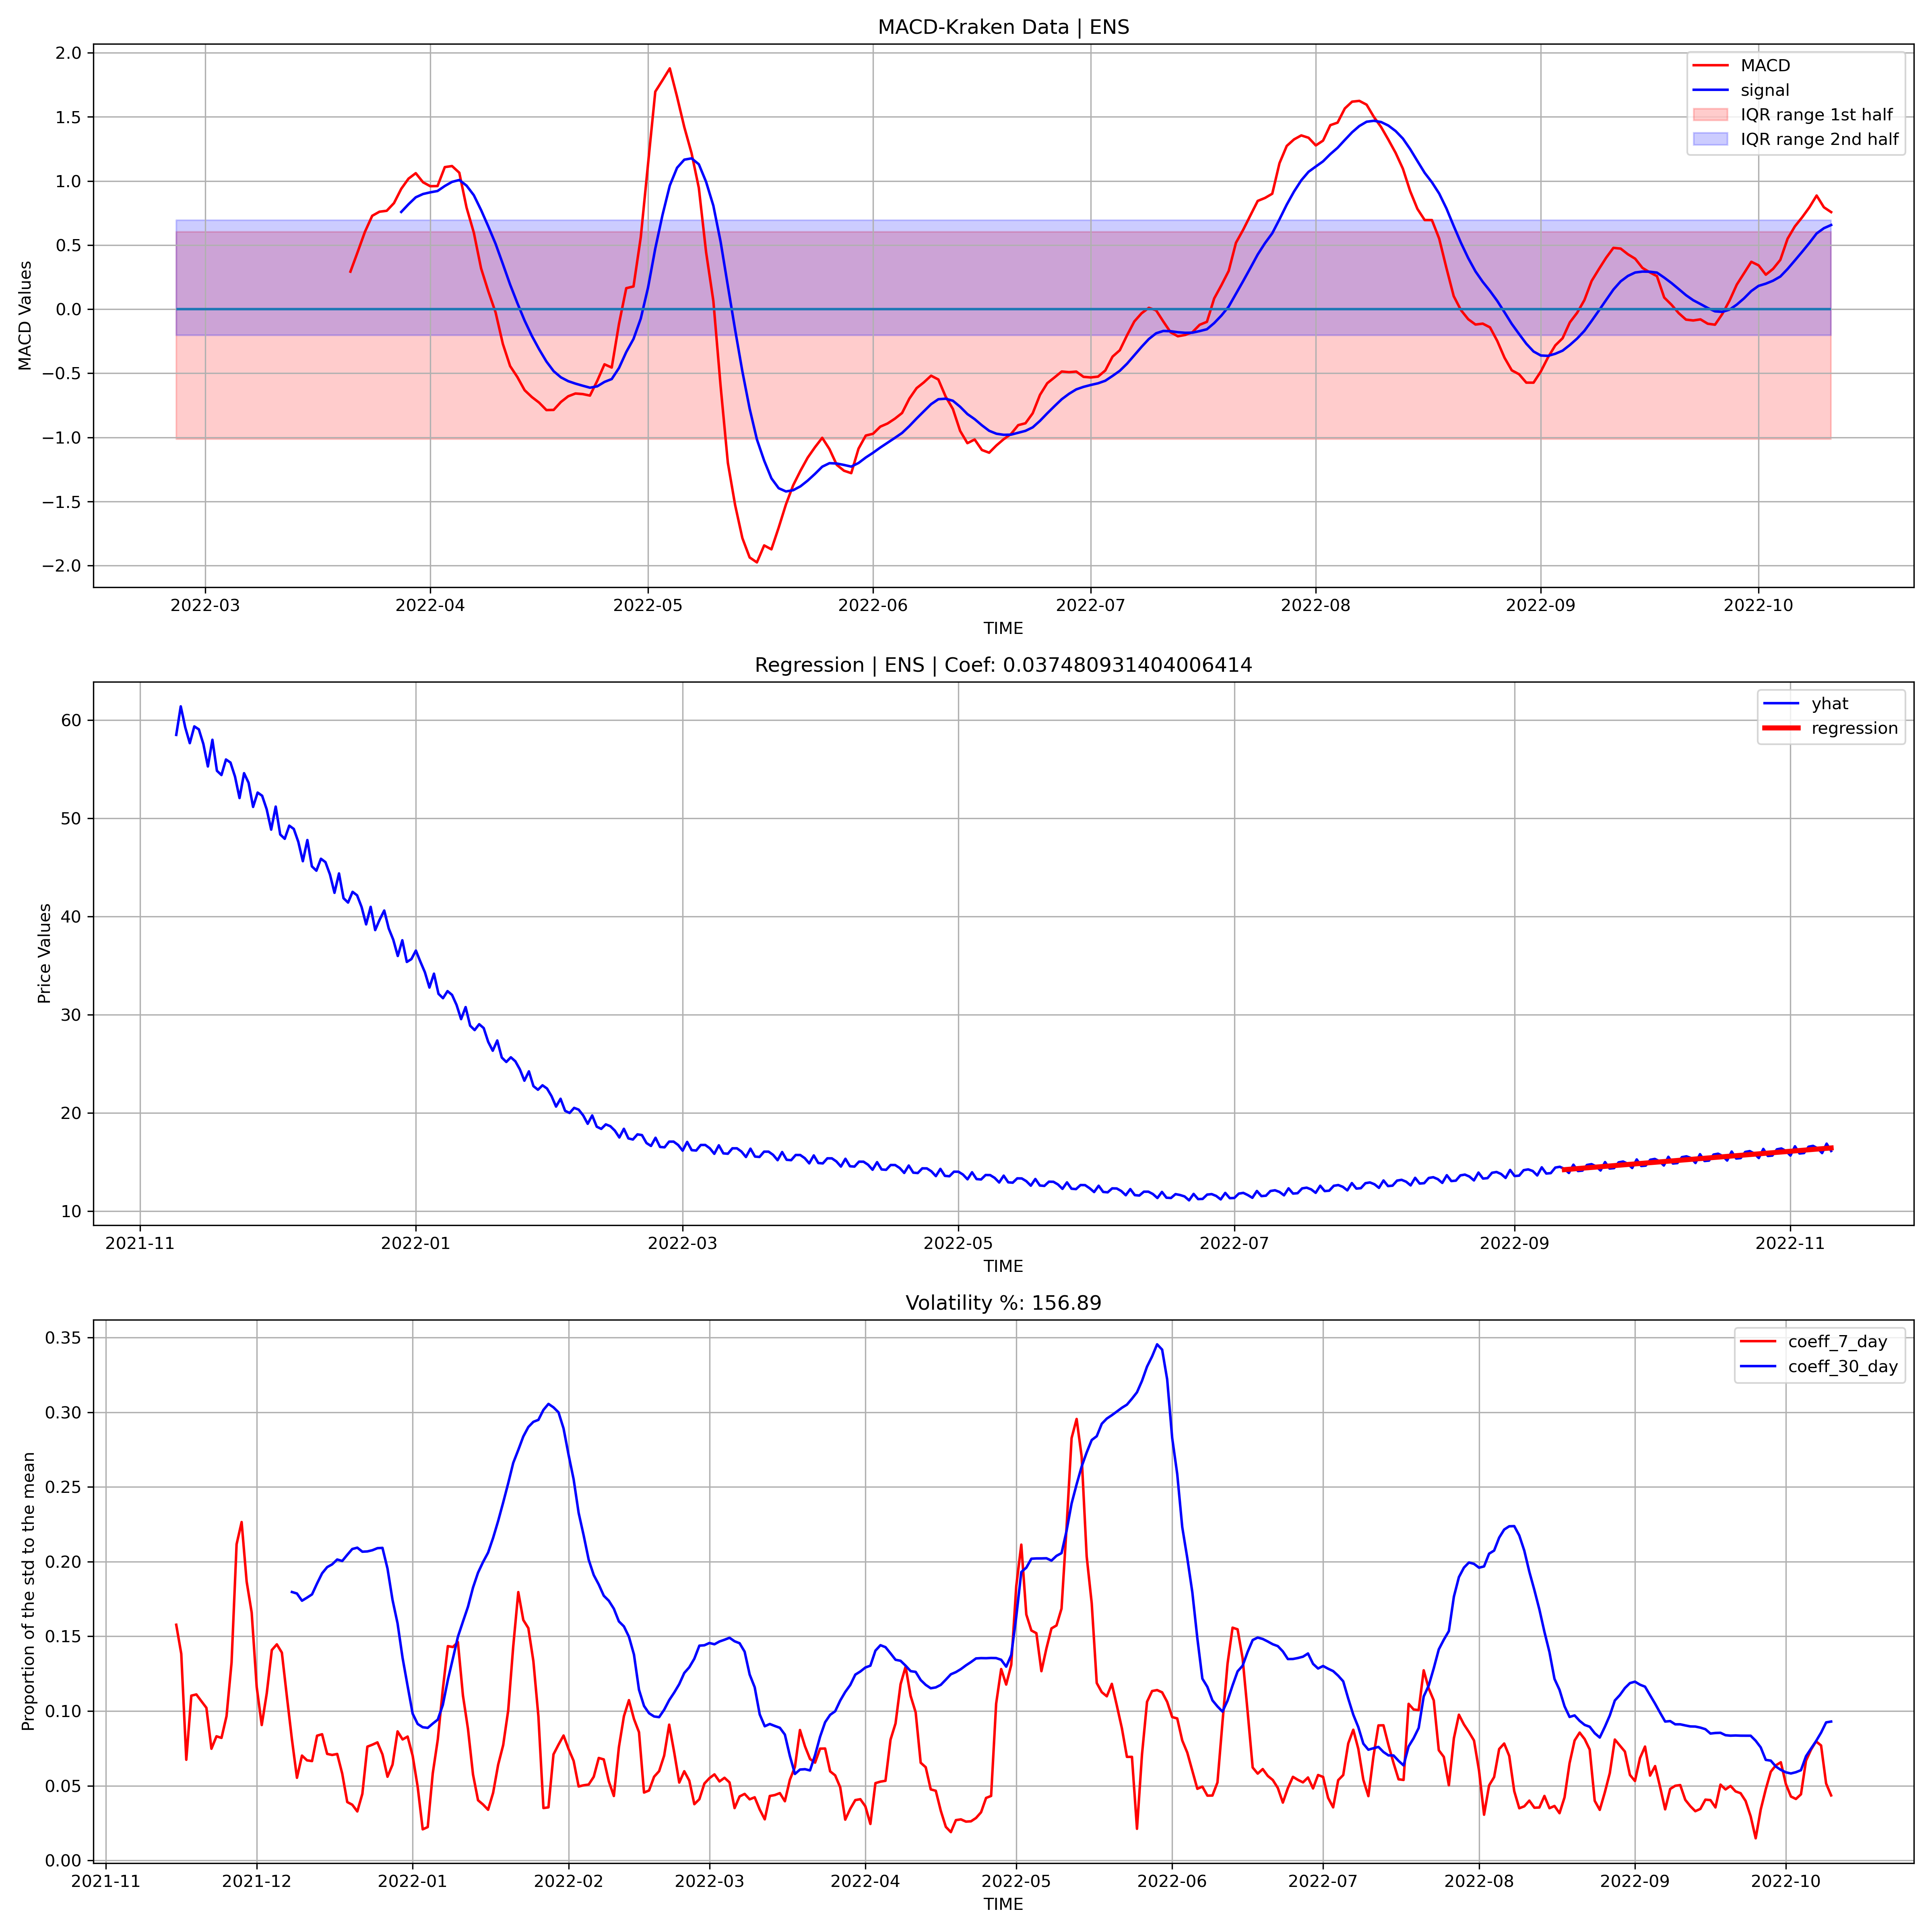 MACD-Kraken Data | ENS
MACD Values
2.0
1.5
1.0
0.5
0.0
−0.5
−1.0
−1.5
−2.0
MACD
signal
IQR range 1st half
IQR range 2nd half
2022-03 2022-04 2022-05 2022-06 2022-07 2022-08 2022-09 2022-10
TIME
Regression | ENS | Coef: 0.037480931404006414
Price Values
60
50
40
30
20
10
yhat
regression
2021-11 2022-01 2022-03 2022-05 2022-07 2022-09 2022-11
TIME
Volatility %: 156.89
Proportion of the std to the mean
0.35
0.30
0.25
0.20
0.15
0.10
0.05
0.00
coeff_7_day
coeff_30_day
2021-11 2021-12 2022-01 2022-02 2022-03 2022-04 2022-05 2022-06 2022-07 2022-08 2022-09 2022-10
TIME